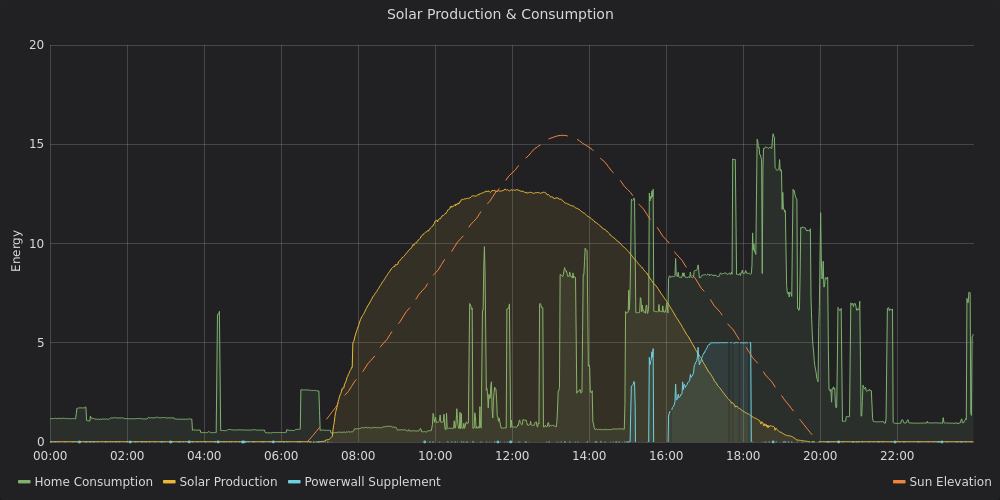 Solar Production & Consumption
20
15
10
5
0
Energy
00:00 02:00 04:00 06:00 08:00 10:00 12:00 14:00 16:00 18:00 20:00 22:00
Home Consumption Solar Production Powerwall Supplement Sun Elevation